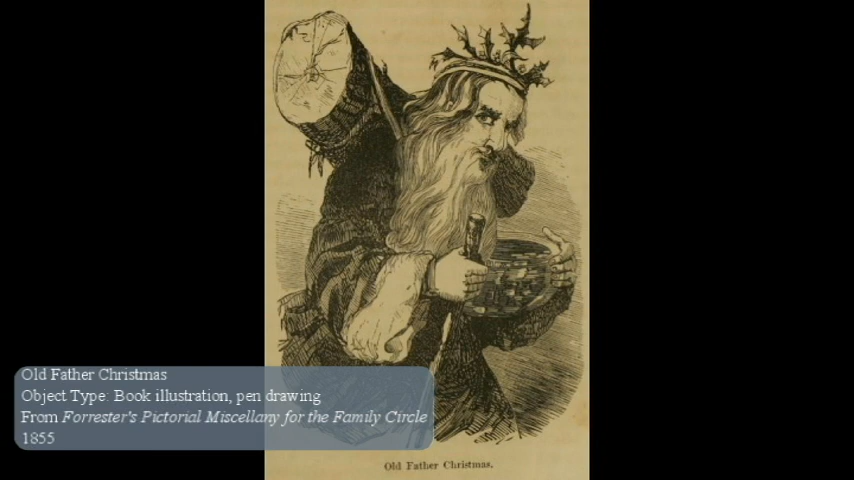 Old Father Christmas
Object Type: Book illustration, pen drawing
From Forrester's Pictorial Miscellany for the Family Circle
1855
Old Father Christmas.